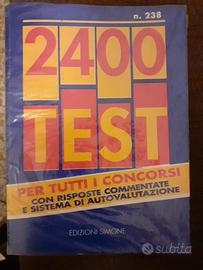 n. 238
2400
TEST
PER TUTTI I CONCORSI
CON RISPOSTE COMMENTATE
E SISTEMA DI AUTOVALUTAZIONE
EDIZIONI SIMONE
subito